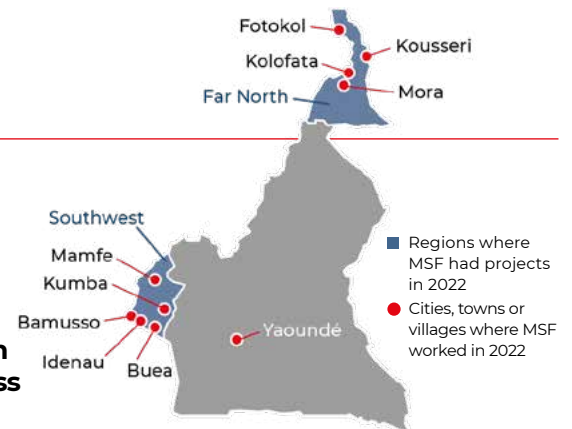 Fotokol
Kousseri
Kolofata
Mora
Far North
Southwest
Mamfe
Kumba
Bamusso
Idenau
Buea
Yaoundé
Regions where
MSF had projects
in 2022
Cities, towns or
villages where MSF
worked in 2022